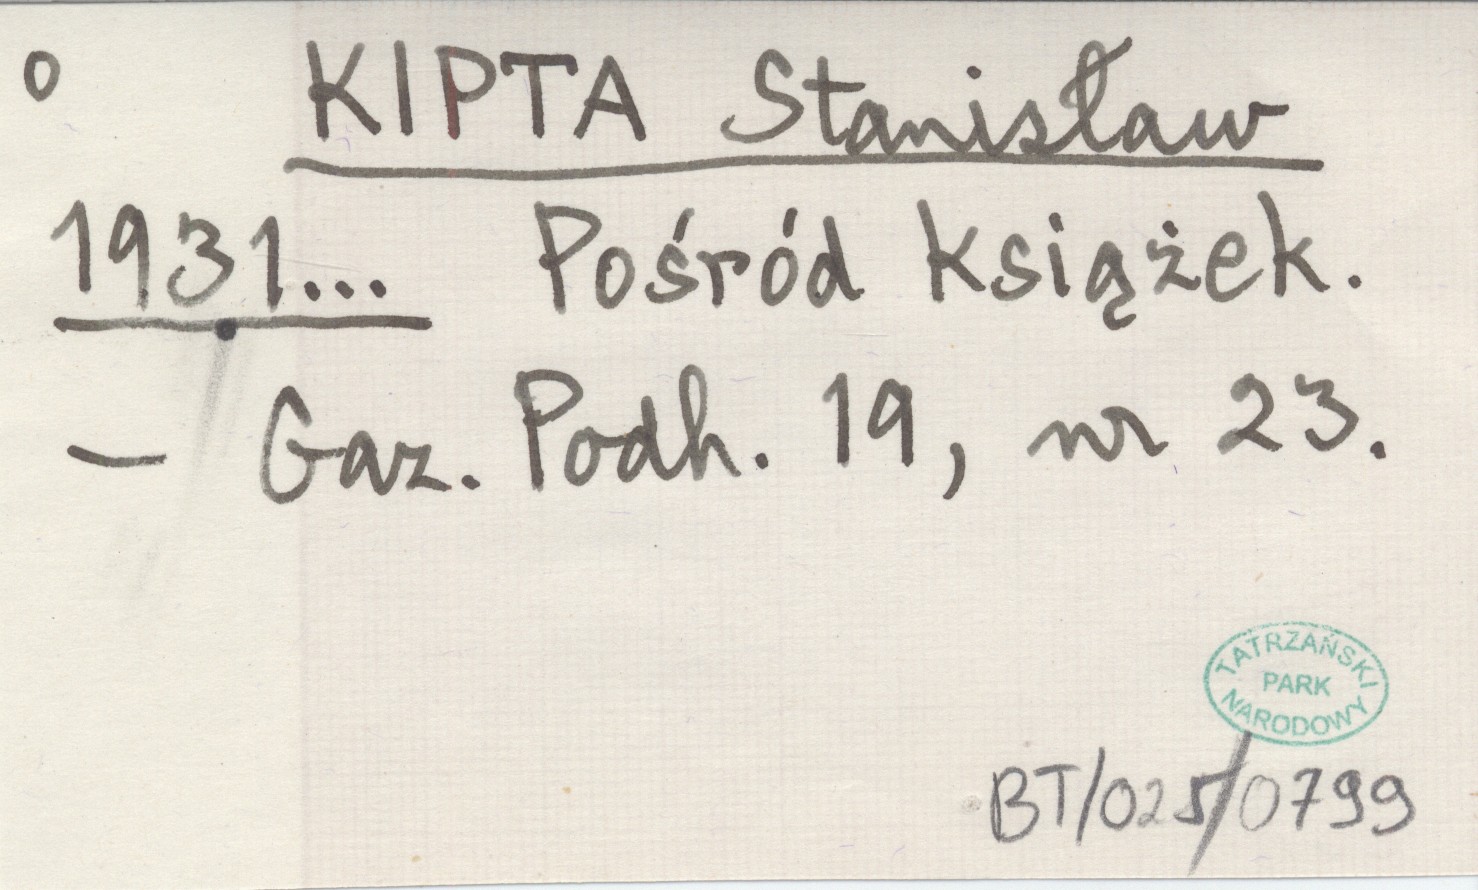 o KIPTA Stanisław
1931... Pośród książek.
— Gaz. Podh. 19, nr 23.
TATRZAŃSKI
PARK
NARODOWY
BT/025/0799